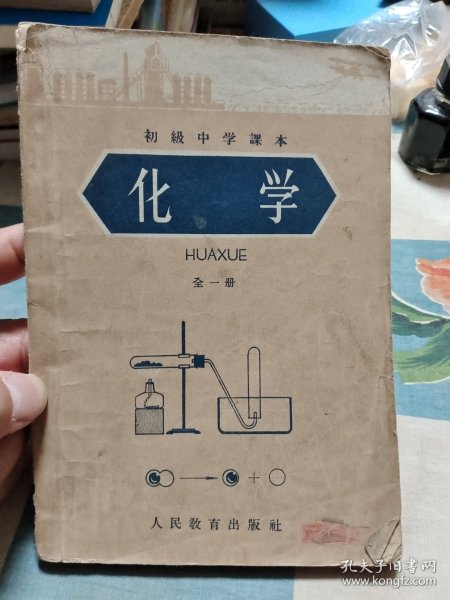 初級中学課本
化学
HUAXUE
全一册
人民教育出版社
孔夫子旧书网
www.kongfz.com